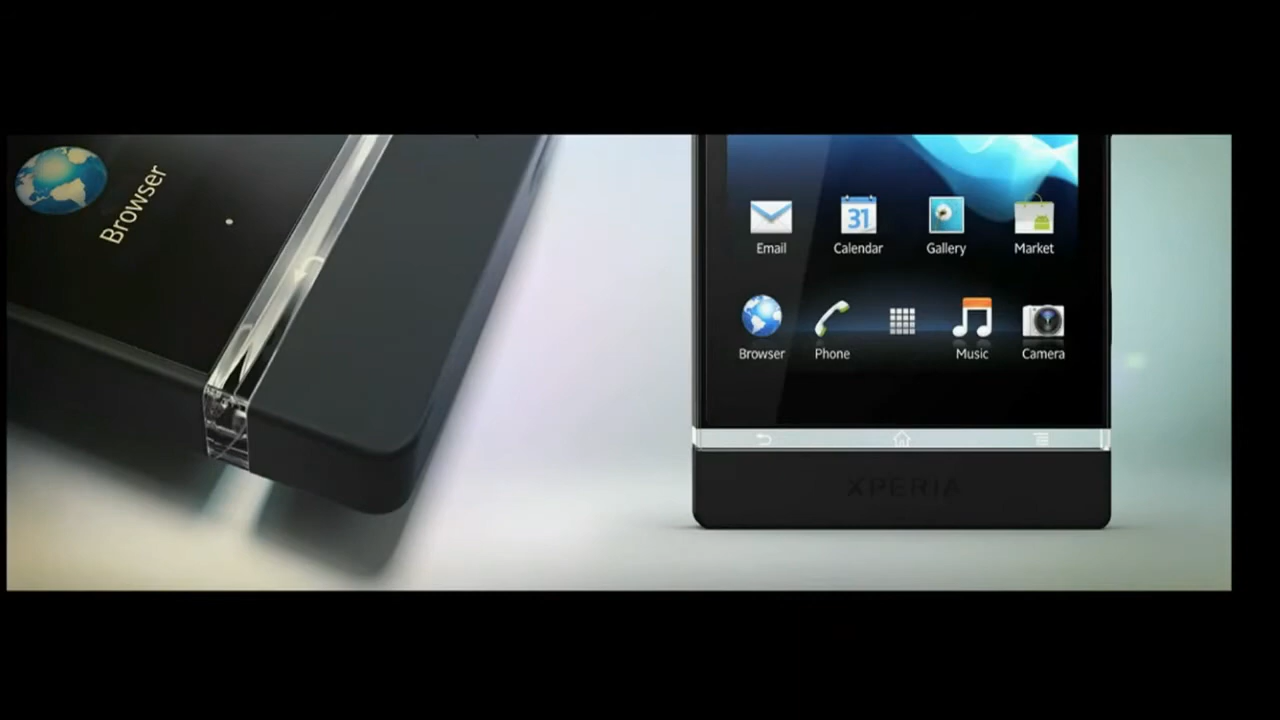 Browser
31
Email Calendar Gallery Market
Browser Phone Music Camera
XPERIA